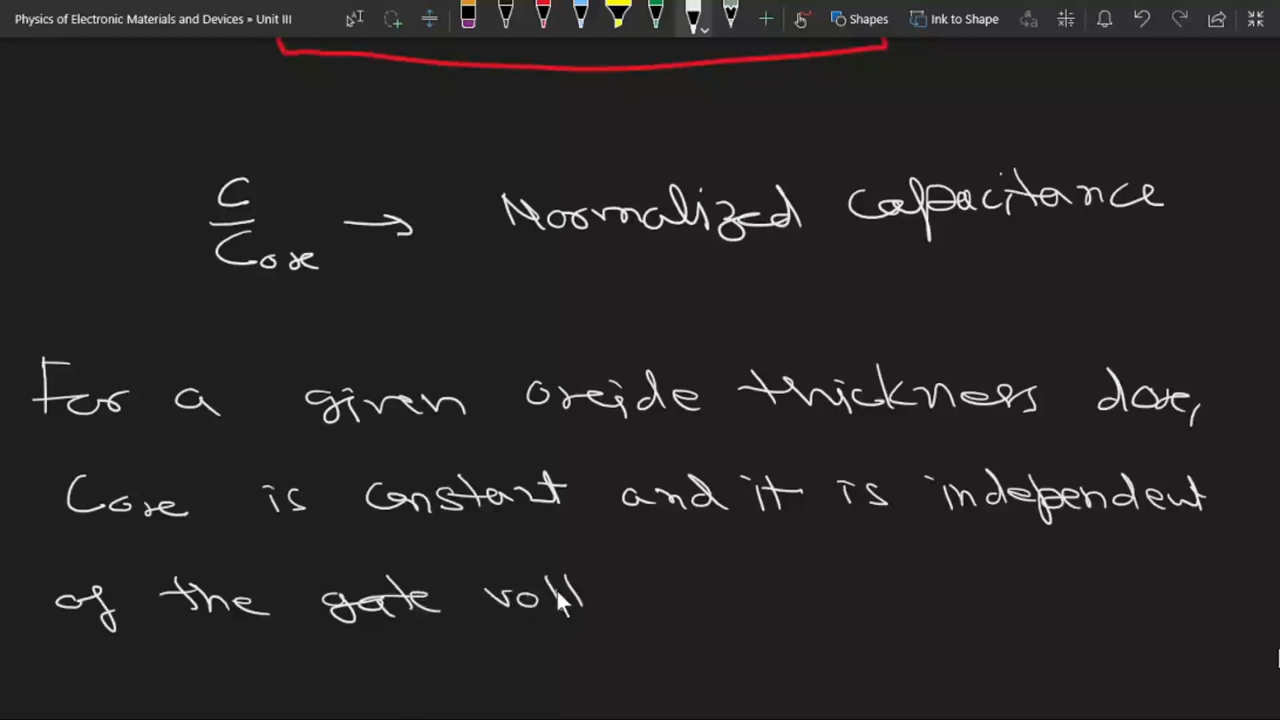 Physics of Electronic Materials and Devices » Unit III
Shapes
Ink to Shape
C
Cox → Normalized capacitance
For a given oxide thickness dox,
Cox is constant and it is independent
of the gate